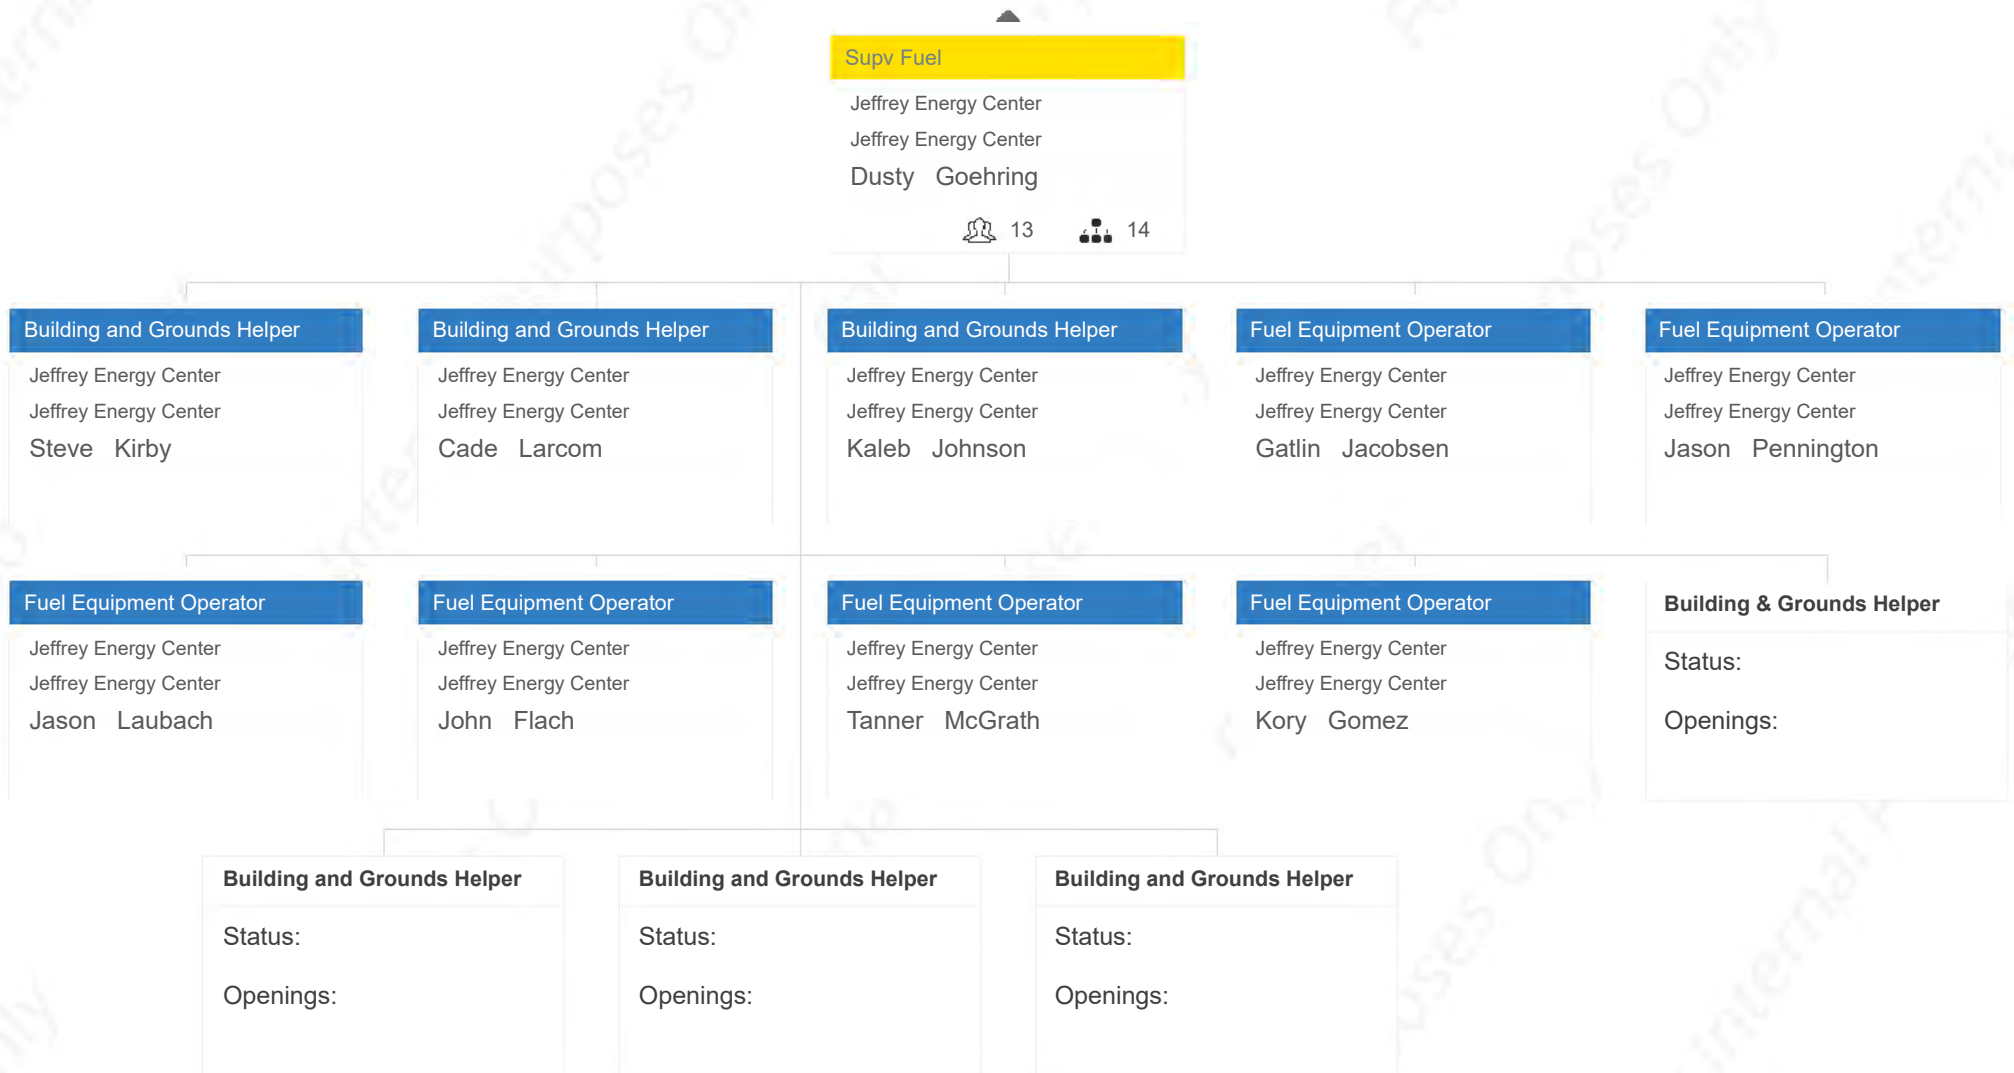 Supv Fuel
Jeffrey Energy Center
Jeffrey Energy Center
Dusty Goehring
13 14
Building and Grounds Helper
Jeffrey Energy Center
Jeffrey Energy Center
Steve Kirby
Building and Grounds Helper
Jeffrey Energy Center
Jeffrey Energy Center
Cade Larcom
Building and Grounds Helper
Jeffrey Energy Center
Jeffrey Energy Center
Kaleb Johnson
Fuel Equipment Operator
Jeffrey Energy Center
Jeffrey Energy Center
Gatlin Jacobsen
Fuel Equipment Operator
Jeffrey Energy Center
Jeffrey Energy Center
Jason Pennington
Fuel Equipment Operator
Jeffrey Energy Center
Jeffrey Energy Center
Jason Laubach
Fuel Equipment Operator
Jeffrey Energy Center
Jeffrey Energy Center
John Flach
Fuel Equipment Operator
Jeffrey Energy Center
Jeffrey Energy Center
Tanner McGrath
Fuel Equipment Operator
Jeffrey Energy Center
Jeffrey Energy Center
Kory Gomez
Building & Grounds Helper
Status:
Openings:
Building and Grounds Helper
Status:
Openings:
Building and Grounds Helper
Status:
Openings:
Building and Grounds Helper
Status:
Openings: